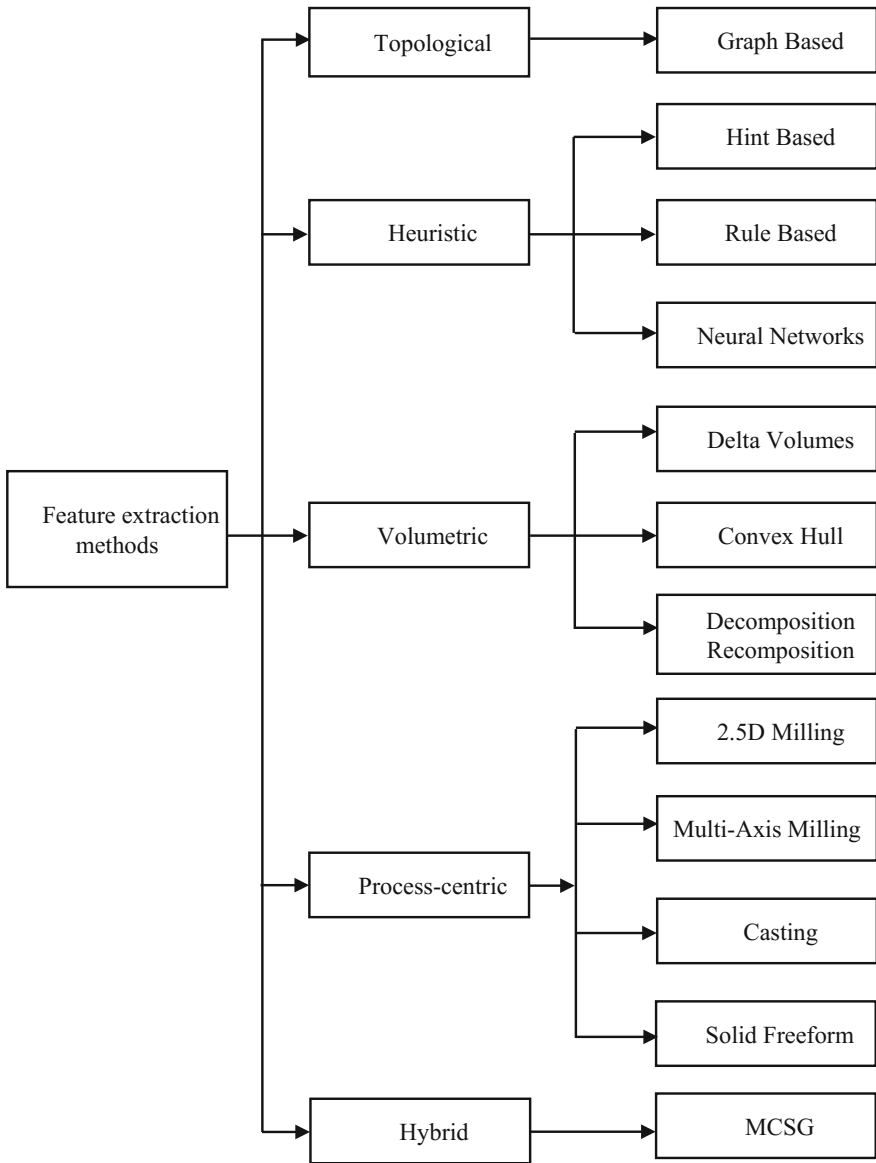 Topological
Graph Based
Hint Based
Heuristic
Rule Based
Neural Networks
Delta Volumes
Feature extraction
methods
Volumetric
Convex Hull
Decomposition
Recomposition
2.5D Milling
Multi-Axis Milling
Process-centric
Casting
Solid Freeform
Hybrid
MCSG